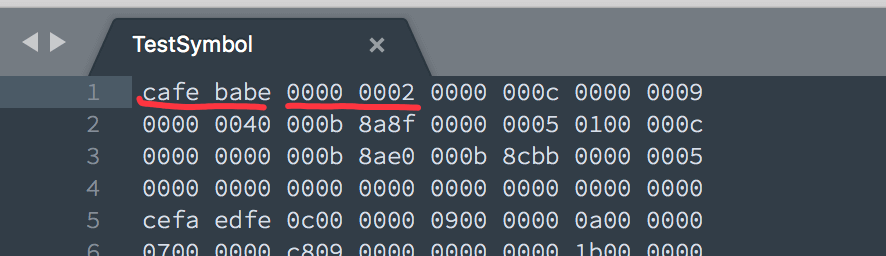 TestSymbol
1 cafe babe 0000 0002 0000 000c 0000 0009
2 0000 0040 000b 8a8f 0000 0005 0100 000c
3 0000 0000 000b 8ae0 000b 8cbb 0000 0005
4 0000 0000 0000 0000 0000 0000 0000 0000
5 cefa edfe 0c00 0000 0900 0000 0a00 0000
6 0700 0000 c809 0000 0000 0000 1b00 0000